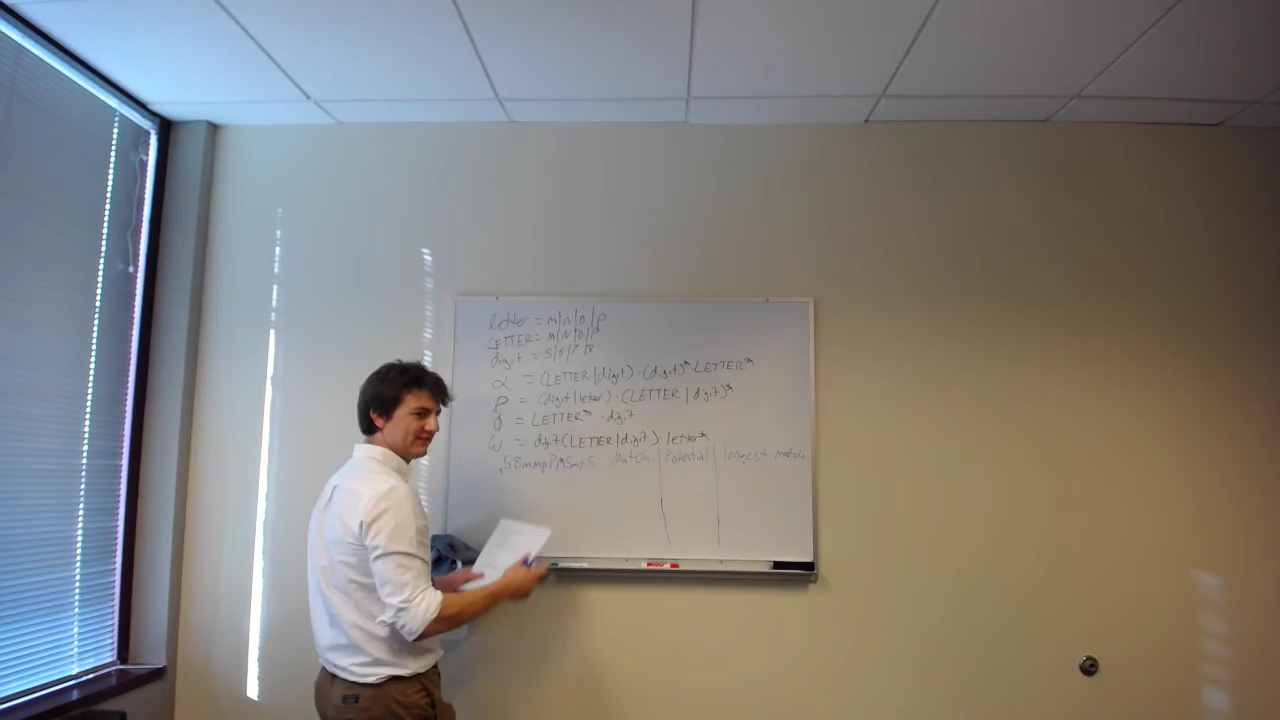 letter = m|n|o|p
LETTER = M|N|O|P
digit = 5|6|7|8
α = (LETTER|digit)·(digit)*·LETTER*
β = (digit|letter)·(LETTER|digit)*
= LETTER*·digit
ω = digit(LETTER|digit)·letter*
Match Potential longest match